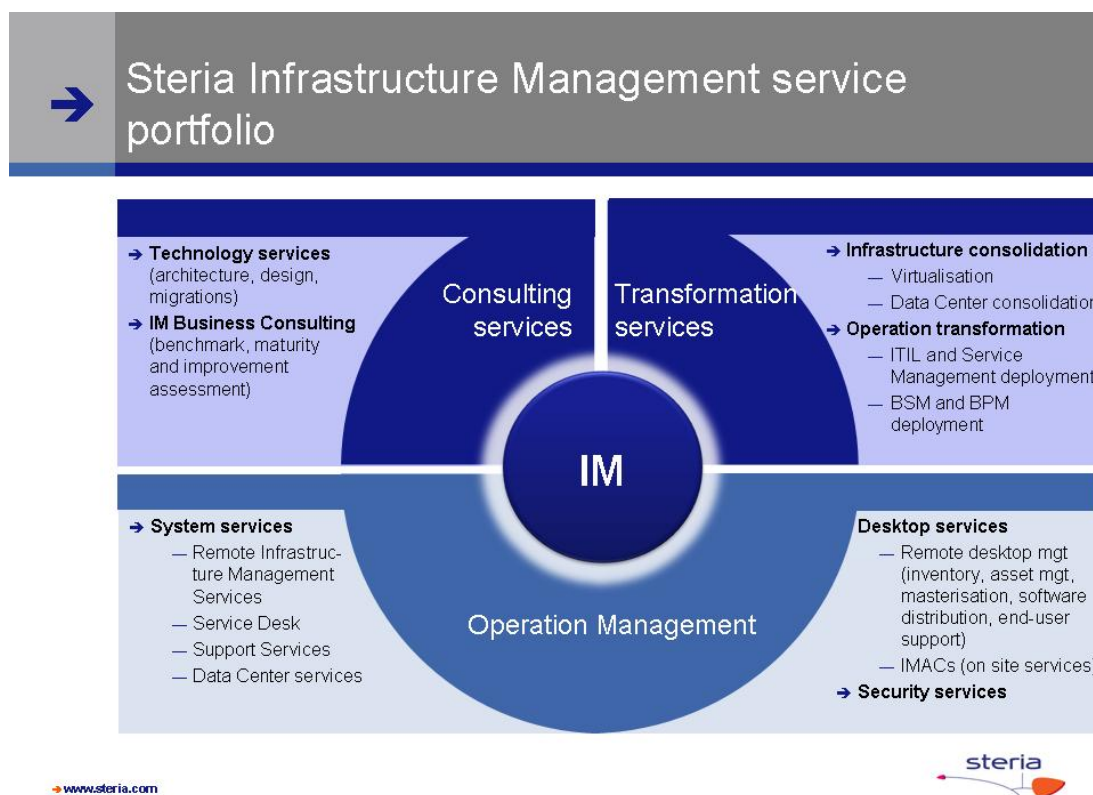 Steria Infrastructure Management service
portfolio
➔ Technology services
(architecture, design,
migrations)
➔ IM Business Consulting
(benchmark, maturity
and improvement
assessment)
Consulting
services
Transformation
services
➔ Infrastructure consolidation
— Virtualisation
— Data Center consolidation
➔ Operation transformation
— ITIL and Service
Management deployment
— BSM and BPM
deployment
IM
➔ System services
— Remote Infrastruc-
ture Management
Services
— Service Desk
— Support Services
— Data Center services
Operation Management
Desktop services
— Remote desktop mgt
(inventory, asset mgt,
masterisation, software
distribution, end-user
support)
— IMACs (on site services)
➔ Security services
➔ www.steria.com
steria